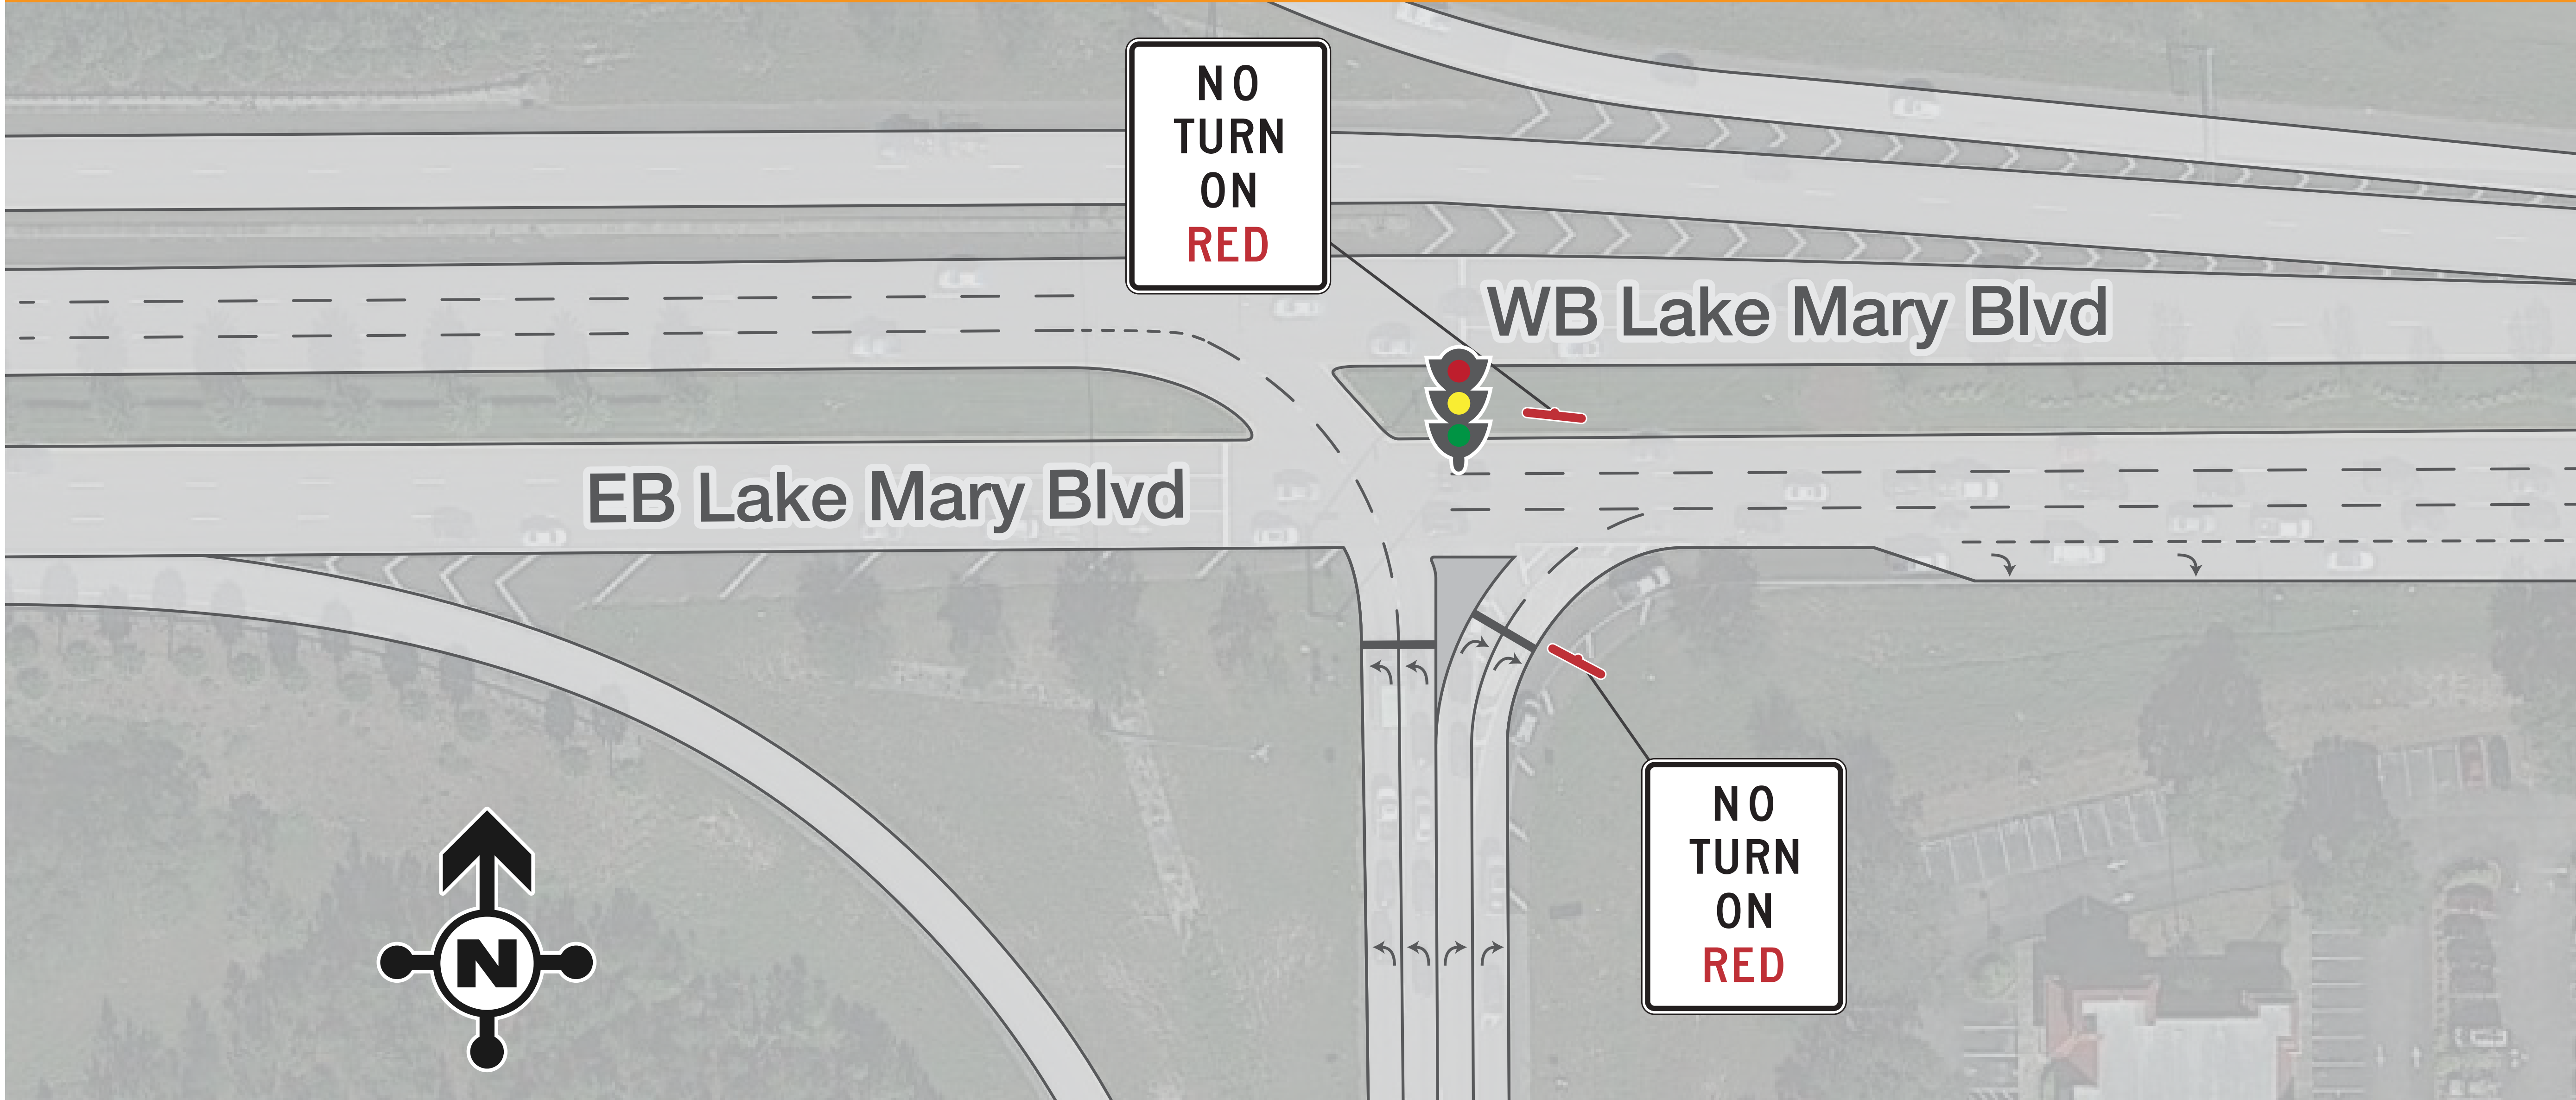 NO
TURN
ON
RED
WB Lake Mary Blvd
EB Lake Mary Blvd
NO
TURN
ON
RED
N